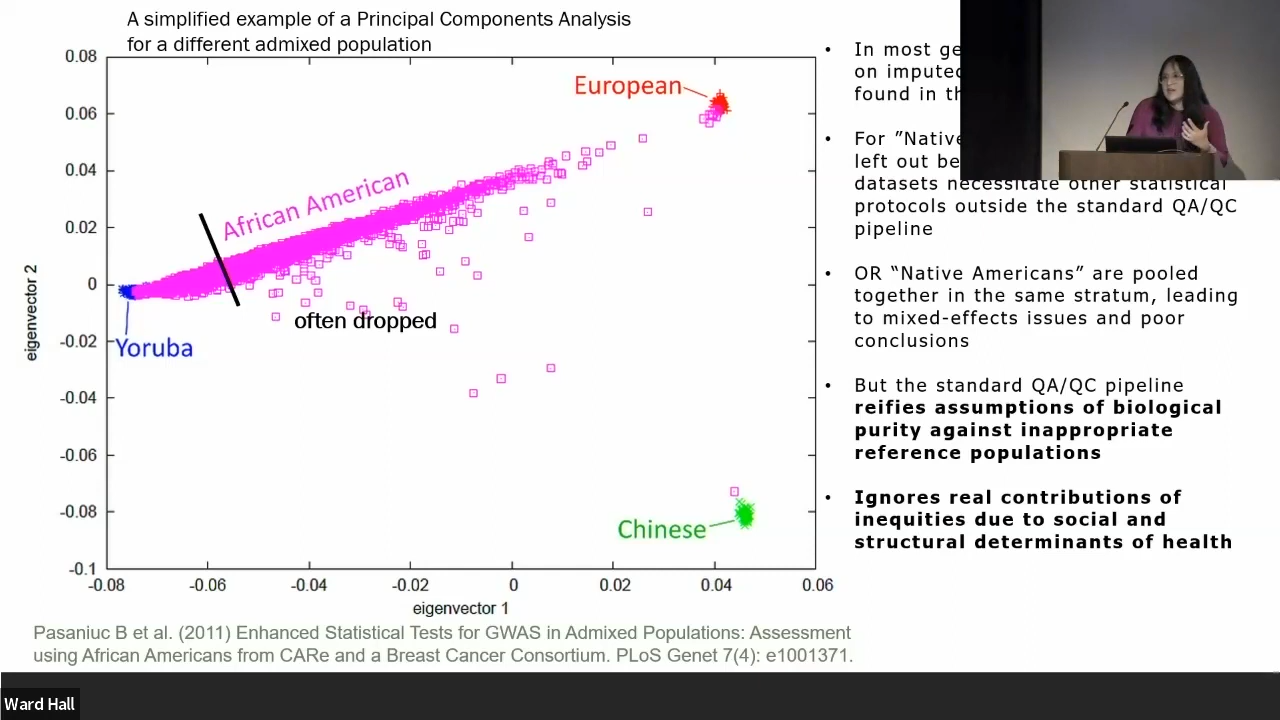 A simplified example of a Principal Components Analysis
for a different admixed population
0.08
0.06
0.04
0.02
0
-0.02
-0.04
-0.06
-0.08
-0.1
eigenvector 2
European
African American
often dropped
Yoruba
Chinese
-0.08 -0.06 -0.04 -0.02 0 0.02 0.04 0.06
eigenvector 1
Pasaniuc B et al. (2011) Enhanced Statistical Tests for GWAS in Admixed Populations: Assessment
using African Americans from CARe and a Breast Cancer Consortium. PLoS Genet 7(4): e1001371.
• In most
on imputed
found in
• For ”Native
left out
datasets necessitate other statistical
protocols outside the standard QA/QC
pipeline
• OR “Native Americans” are pooled
together in the same stratum, leading
to mixed-effects issues and poor
conclusions
• But the standard QA/QC pipeline
reifies assumptions of biological
purity against inappropriate
reference populations
• Ignores real contributions of
inequities due to social and
structural determinants of health
Ward Hall